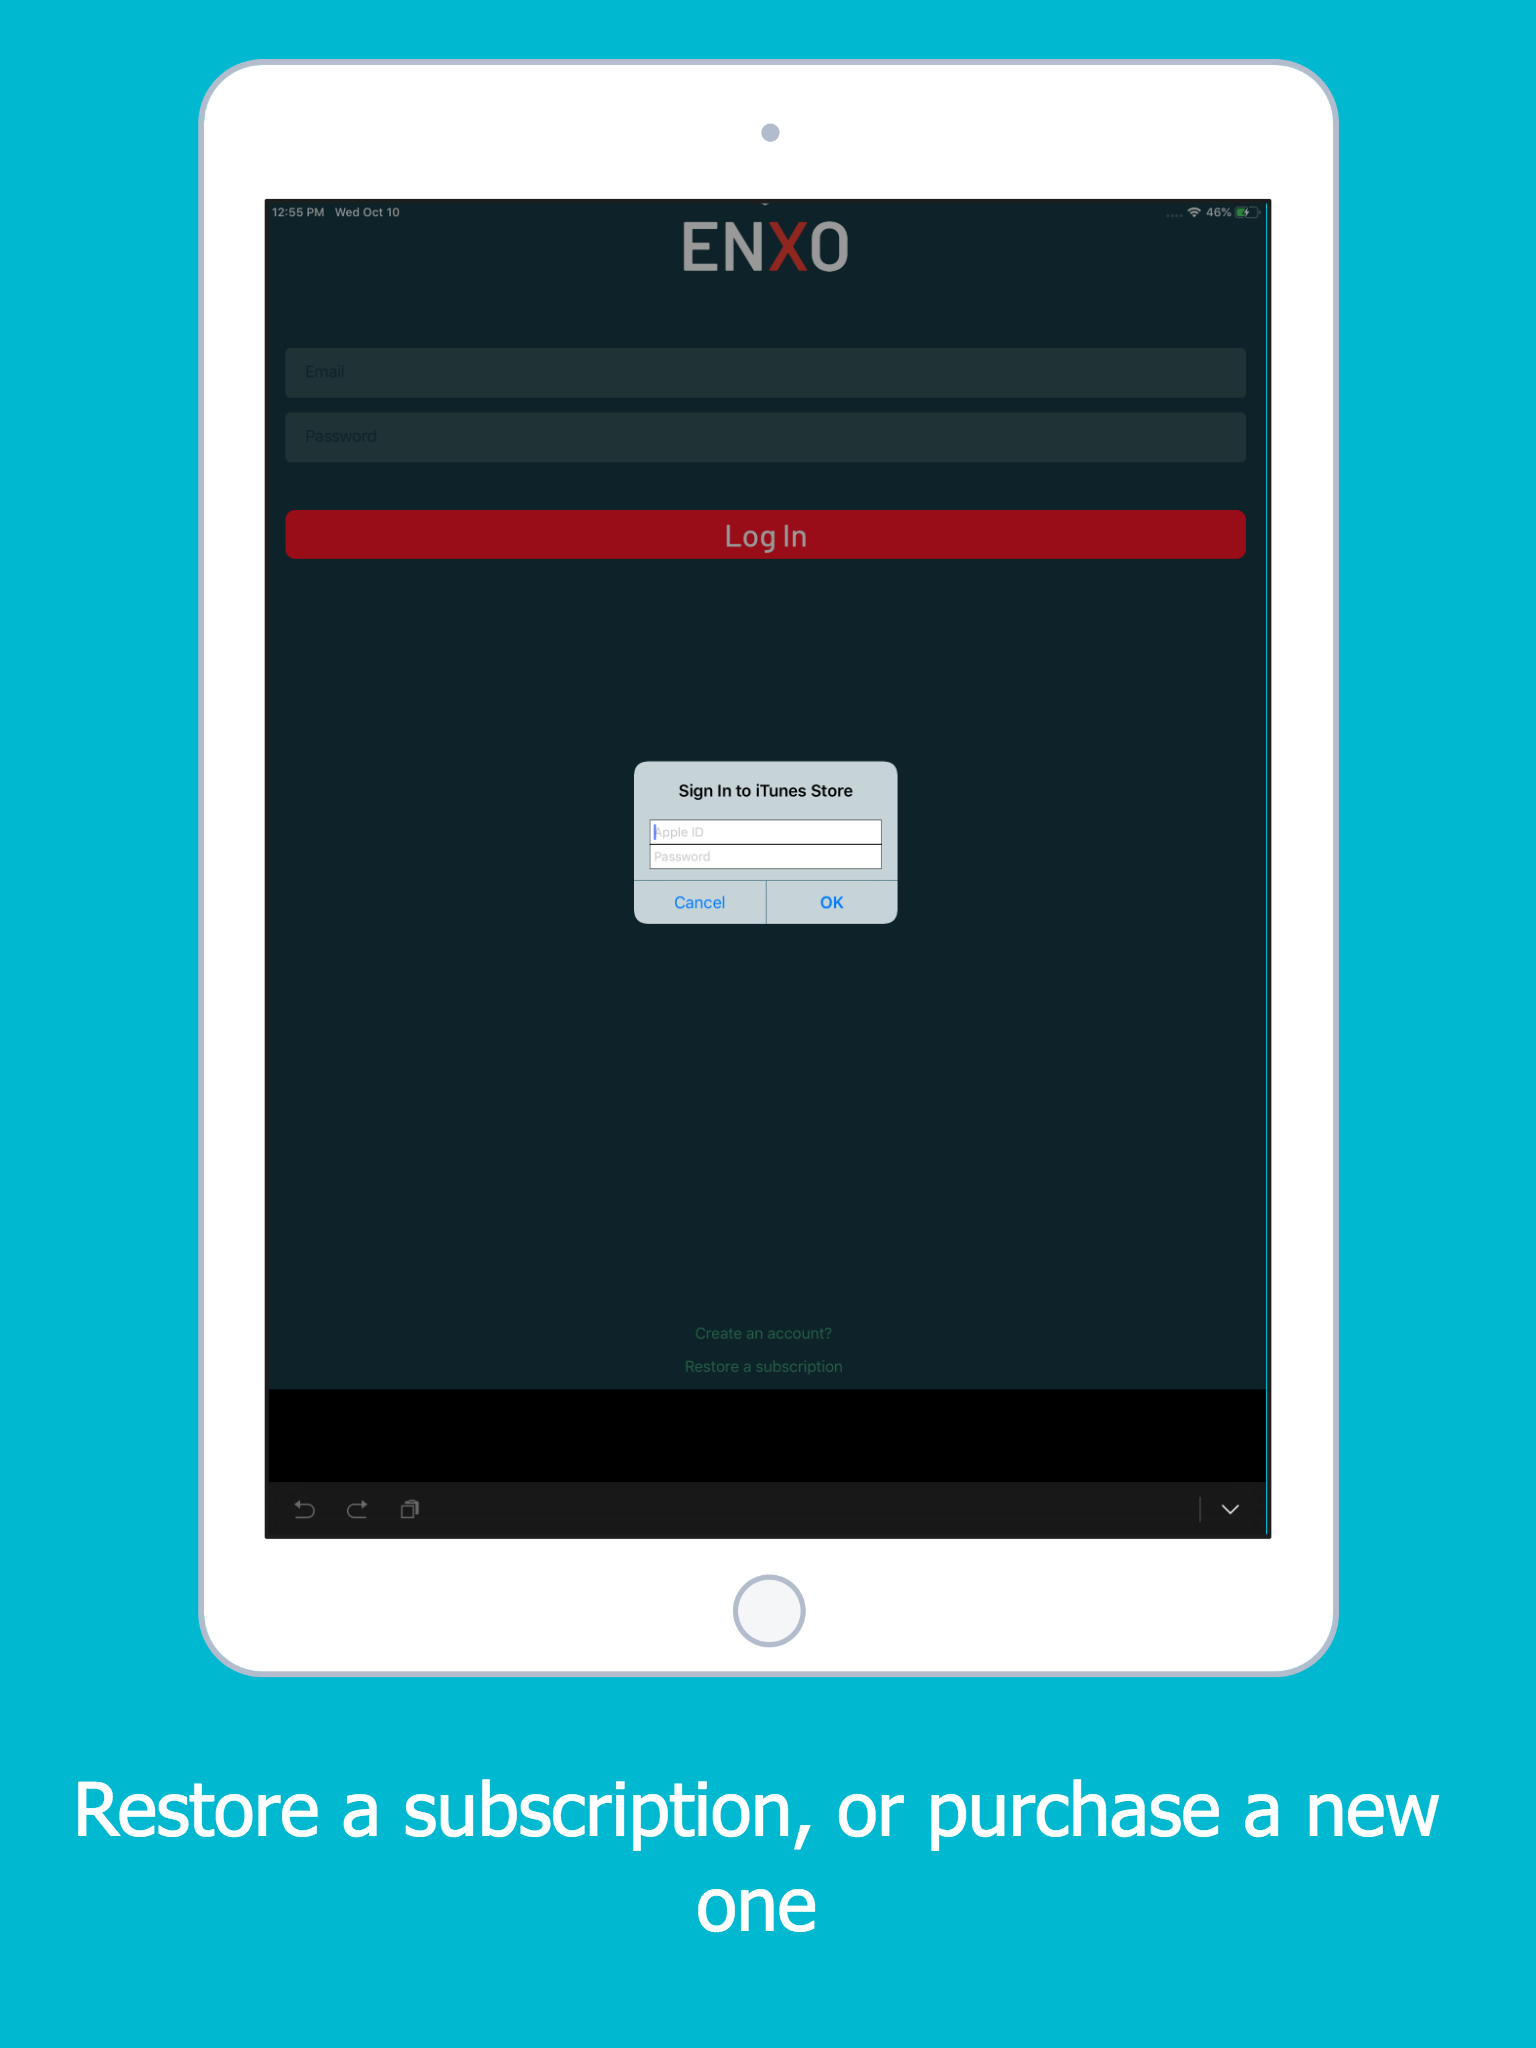 12:55 PM Wed Oct 10 46%
ENXO
Email
Password
Log In
Sign In to iTunes Store
Apple ID
Password
Cancel OK
Create an account?
Restore a subscription
Restore a subscription, or purchase a new
one